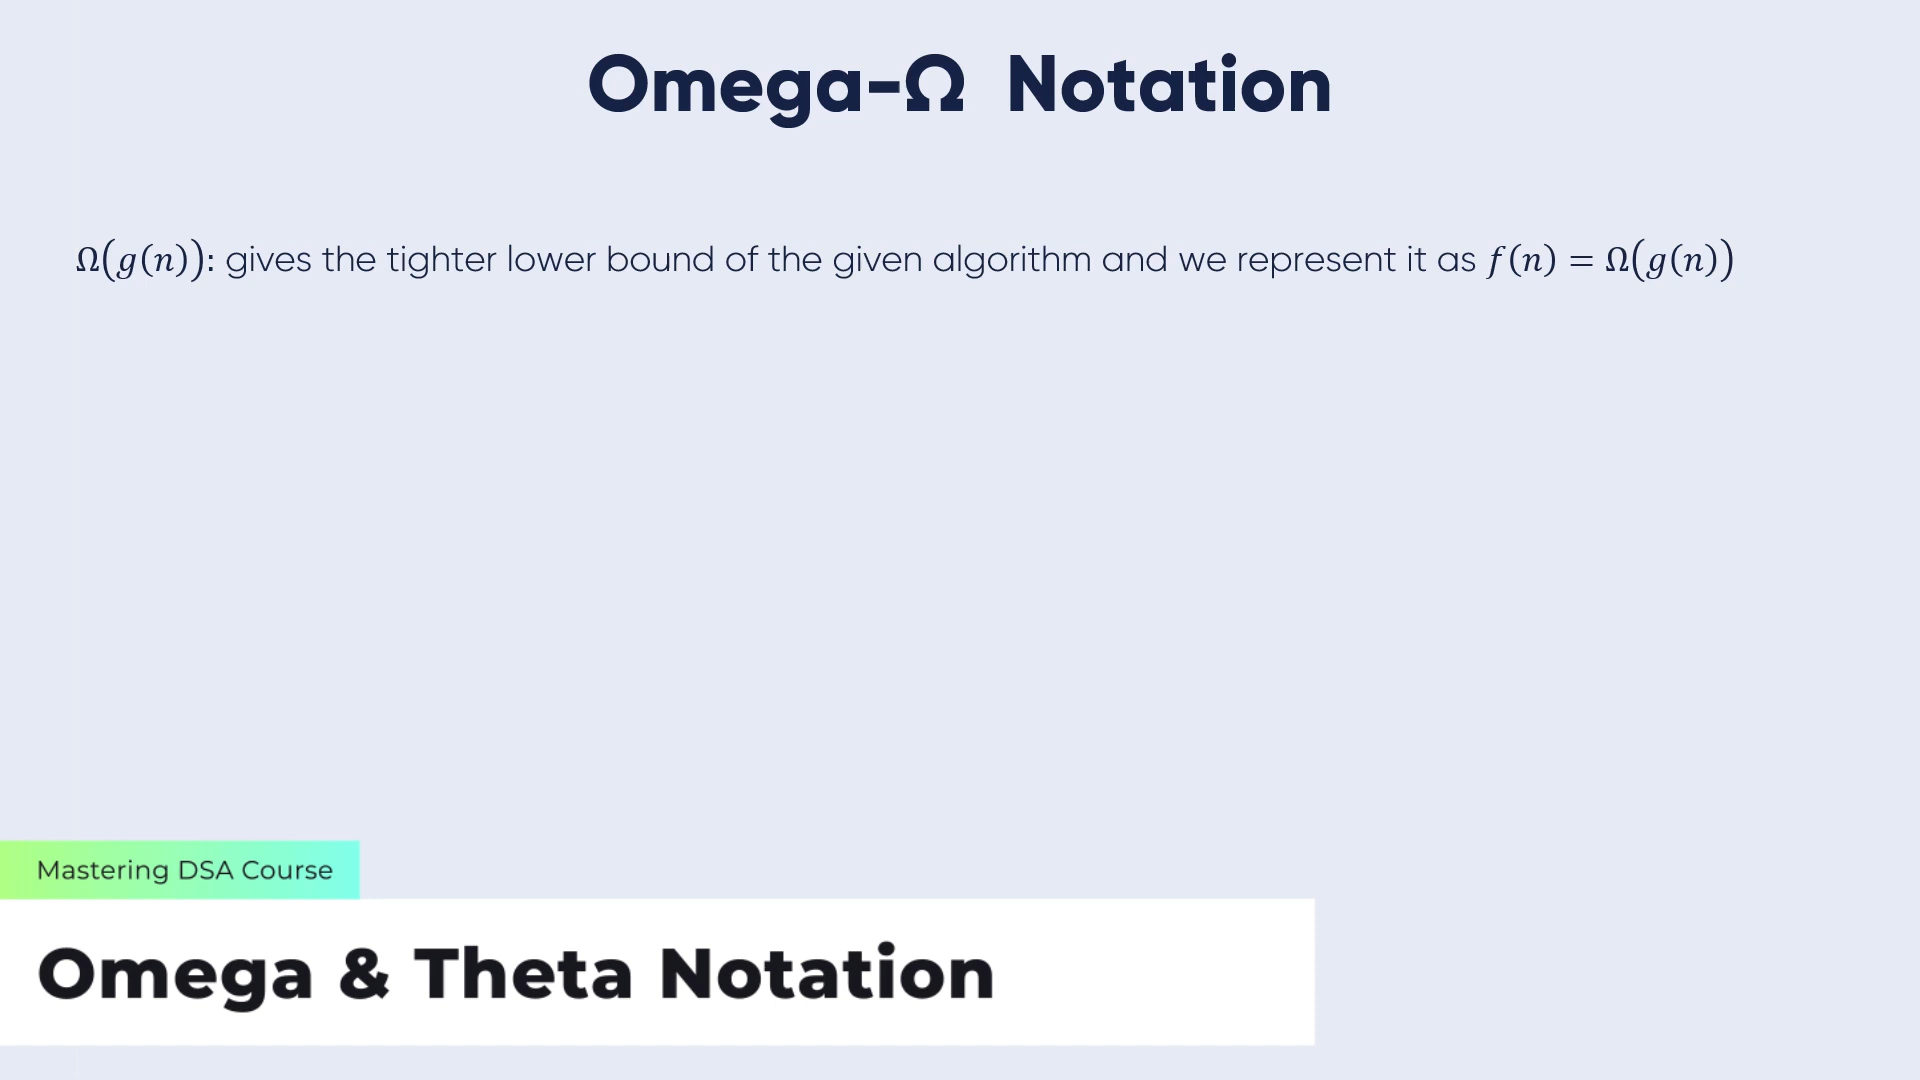 Omega-Ω Notation
Ω(g(n)): gives the tighter lower bound of the given algorithm and we represent it as f(n) = Ω(g(n))
Mastering DSA Course
Omega & Theta Notation